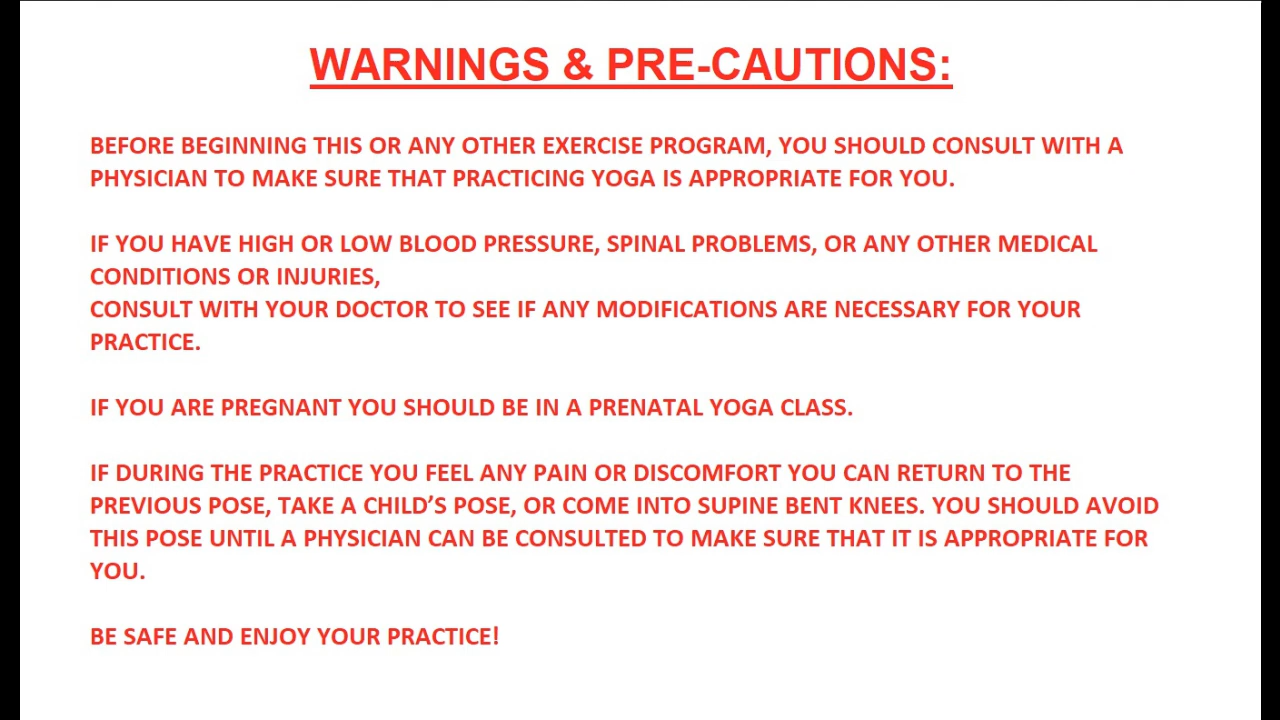 WARNINGS & PRE-CAUTIONS:
BEFORE BEGINNING THIS OR ANY OTHER EXERCISE PROGRAM, YOU SHOULD CONSULT WITH A
PHYSICIAN TO MAKE SURE THAT PRACTICING YOGA IS APPROPRIATE FOR YOU.
IF YOU HAVE HIGH OR LOW BLOOD PRESSURE, SPINAL PROBLEMS, OR ANY OTHER MEDICAL
CONDITIONS OR INJURIES,
CONSULT WITH YOUR DOCTOR TO SEE IF ANY MODIFICATIONS ARE NECESSARY FOR YOUR
PRACTICE.
IF YOU ARE PREGNANT YOU SHOULD BE IN A PRENATAL YOGA CLASS.
IF DURING THE PRACTICE YOU FEEL ANY PAIN OR DISCOMFORT YOU CAN RETURN TO THE
PREVIOUS POSE, TAKE A CHILD’S POSE, OR COME INTO SUPINE BENT KNEES. YOU SHOULD AVOID
THIS POSE UNTIL A PHYSICIAN CAN BE CONSULTED TO MAKE SURE THAT IT IS APPROPRIATE FOR
YOU.
BE SAFE AND ENJOY YOUR PRACTICE!